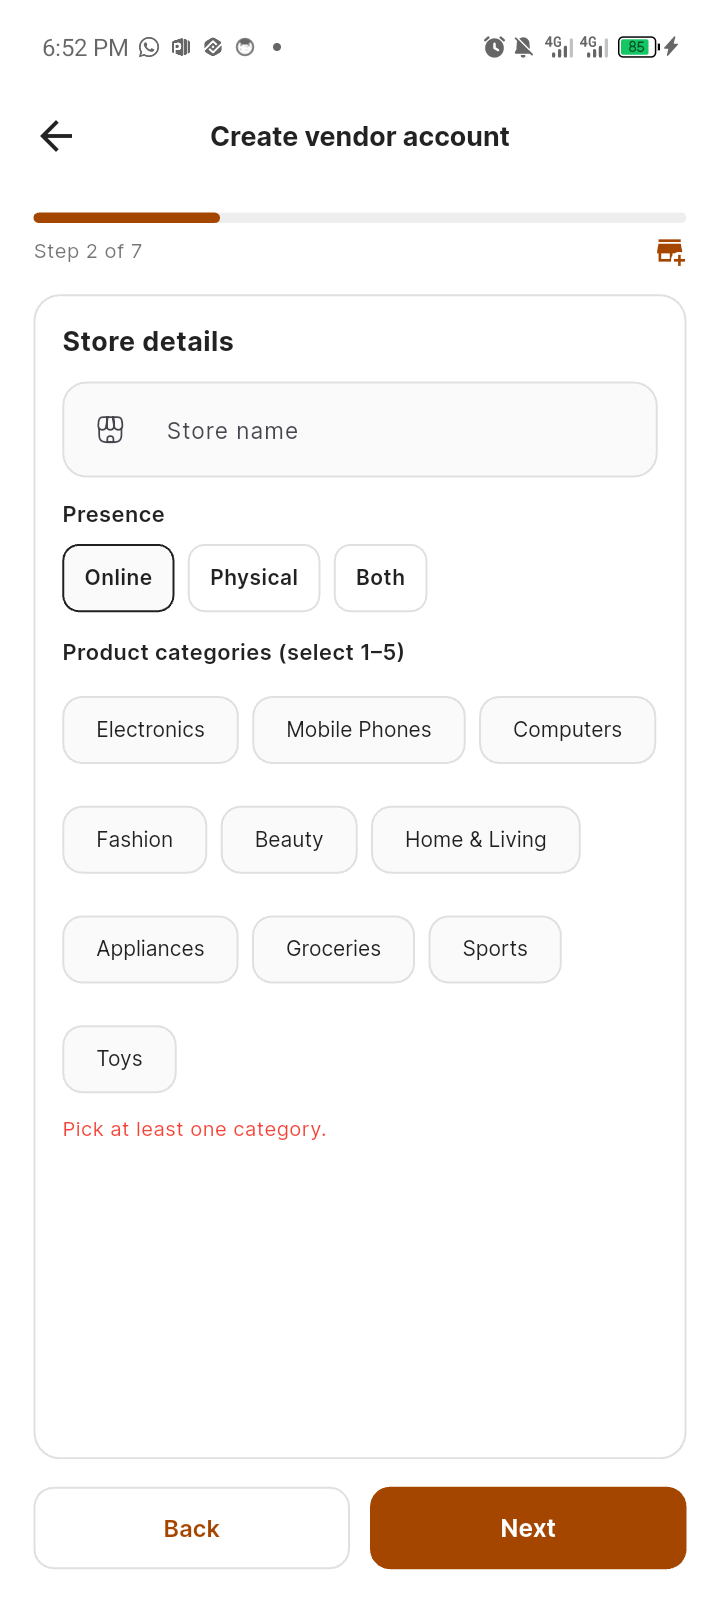 6:52 PM 4G 4G 85
Create vendor account
Step 2 of 7
Store details
Store name
Presence
Online Physical Both
Product categories (select 1–5)
Electronics Mobile Phones Computers
Fashion Beauty Home & Living
Appliances Groceries Sports
Toys
Pick at least one category.
Back Next